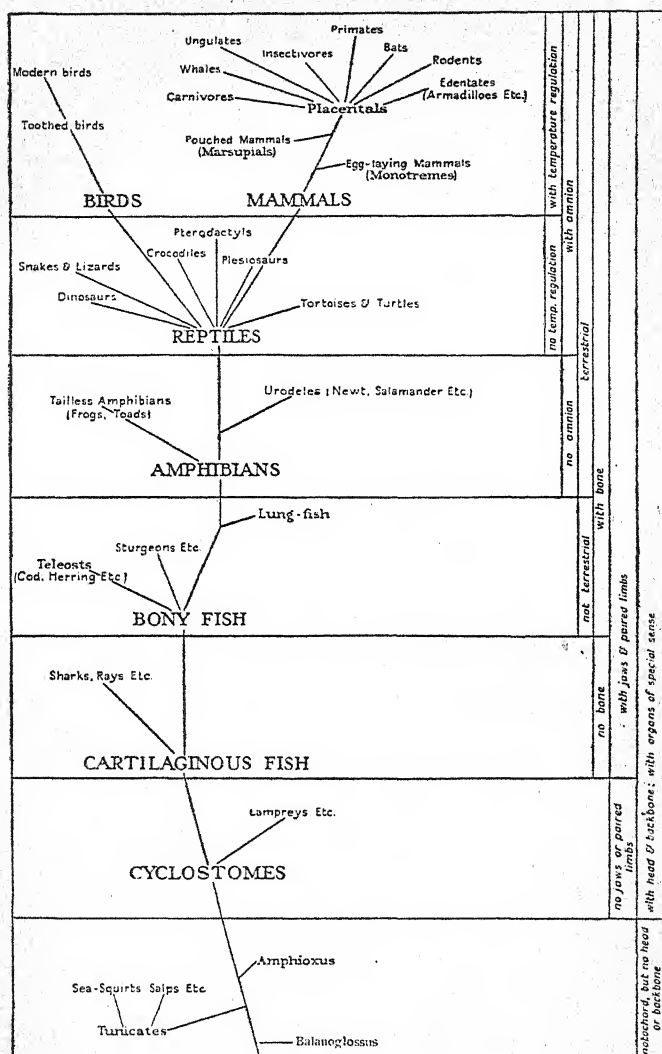 Primates
Ungulates
Insectivores
Bats
Rodents
Modern birds
Whales
Edentates
(Armadilloes Etc.)
Carnivores
Placentals
Toothed birds
Pouched Mammals
(Marsupials)
Egg-laying Mammals
(Monotremes)
BIRDS
MAMMALS
with temperature regulation
with amnion
Pterodactyls
Crocodiles
Plesiosaurs
Snakes & Lizards
Dinosaurs
Tortoises & Turtles
REPTILES
no temp. regulation
terrestrial
Tailless Amphibians
(Frogs, Toads)
Urodeles (Newt, Salamander Etc.)
AMPHIBIANS
no amnion
with bone
Lung-fish
Sturgeons Etc.
Teleosts
(Cod, Herring Etc.)
BONY FISH
not terrestrial
with jaws & paired limbs
with head & backbone; with organs of special sense
Sharks, Rays Etc.
CARTILAGINOUS FISH
no bone
Lampreys Etc.
CYCLOSTOMES
no jaws or paired
limbs
Amphioxus
Sea-Squirts Salps Etc.
Tunicates
Balanoglossus
notochord, but no head
or backbone